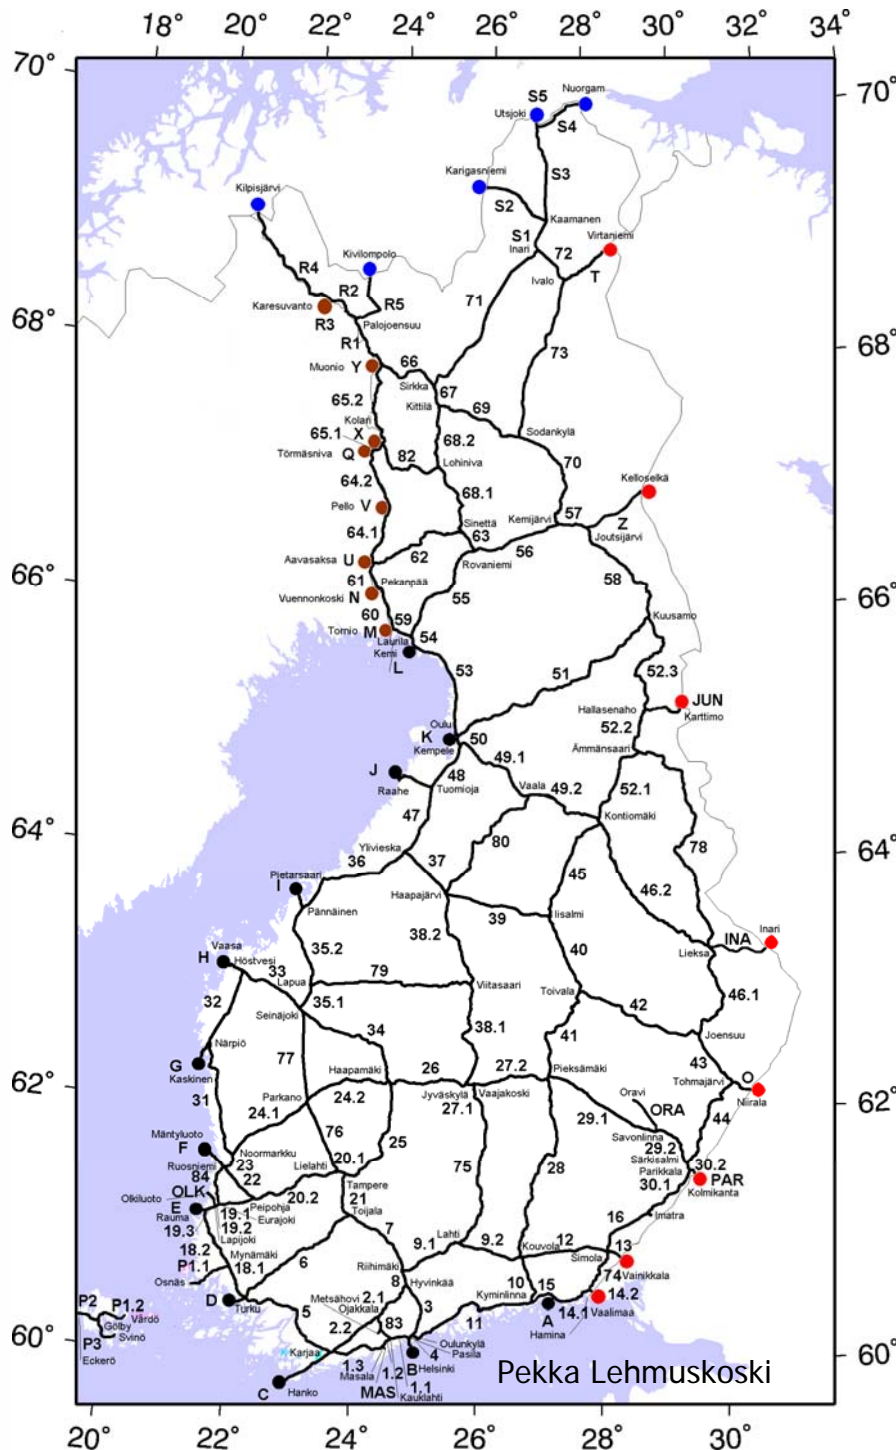 18° 20° 22° 24° 26° 28° 30° 32° 34°
70°
70°
Nuorgam
S5
Utsjoki
S4
Karigasniemi
S3
Kilpisjärvi
S2
Kaamanen
S1
Virtaniemi
Inari
72
Kivilompolo
R4
T
Ivalo
R2
R5
71
Karesuvanto
68°
R3
Palojoensuu
68°
R1
73
66
Muonio Y
Sirkka
67
65.2
Kittilä
69
Kolari
65.1
X
68.2
Sodankylä
Törmäsniva
Q
82
Lohiniva
70
64.2
Kelloselkä
68.1
Pello V
57
Sinettä
Kemijärvi
Z
64.1
63
Joutsijärvi
56
Aavasaksa U
62
Rovaniemi
66°
61
Pekanpää
58
66°
Vuennonkoski N
55
60
59
Kuusamo
Tornio M
54
Laurila
Kemi
L
53
51
52.3
JUN
Hallasenaho
Karttimo
Oulu
52.2
K
50
Kempele
Ämmänsaari
49.1
J
48
Vaala
52.1
Raahe
Tuomioja
49.2
47
Kontiomäki
64°
80
64°
Ylivieska
78
36
37
Pietarsaari
45
I
Haapajärvi
46.2
Pännäinen
39
Iisalmi
38.2
Inari
35.2
INA
Vaasa
40
Lieksa
H
Höstvesi
33
79
Lapua
Viitasaari
Toivala
46.1
32
35.1
42
Seinäjoki
38.1
34
41
Joensuu
Närpiö
77
43
G
Haapamäki
26
27.2
Pieksämäki
O
62°
Kaskinen
Tohmajärvi
62°
Jyväskylä
Vaajakoski
Niirala
31
Parkano
24.2
27.1
Oravi
24.1
ORA
44
29.1
Mäntyluoto
76
25
Savonlinna
F
Noormarkku
75
28
29.2
Särkisalmi
Ruosniemi
23
Lielahti
20.1
Parikkala
30.2
84
22
30.1
PAR
OLK
Tampere
Kolmikanta
Olkiluoto
20.2
21
E
19.1
Peipohja
Toijala
16
Imatra
Rauma
Eurajoki
19.3
19.2
7
Lapijoki
Lahti
18.2
12
9.1
9.2
Kouvola
13
Mynämäki
6
Simola
P1.1
18.1
Riihimäki
Vainikkala
Osnäs
8
Hyvinkää
10
74
Metsähovi
2.1
Kyminlinna
15
14.2
P2
P1.2
D
Ojakkala
3
A
14.1
Vaalimaa
Turku
5
11
Värdö
2.2
83
Hamina
Gölby
Svinö
60°
P3
Karjaa
Oulunkylä
60°
4
Pasila
Eckerö
1.3
B
Helsinki
Masala
1.2
C
Hanko
MAS
1.1
Kauklahti
Pekka Lehmuskoski
20° 22° 24° 26° 28° 30°